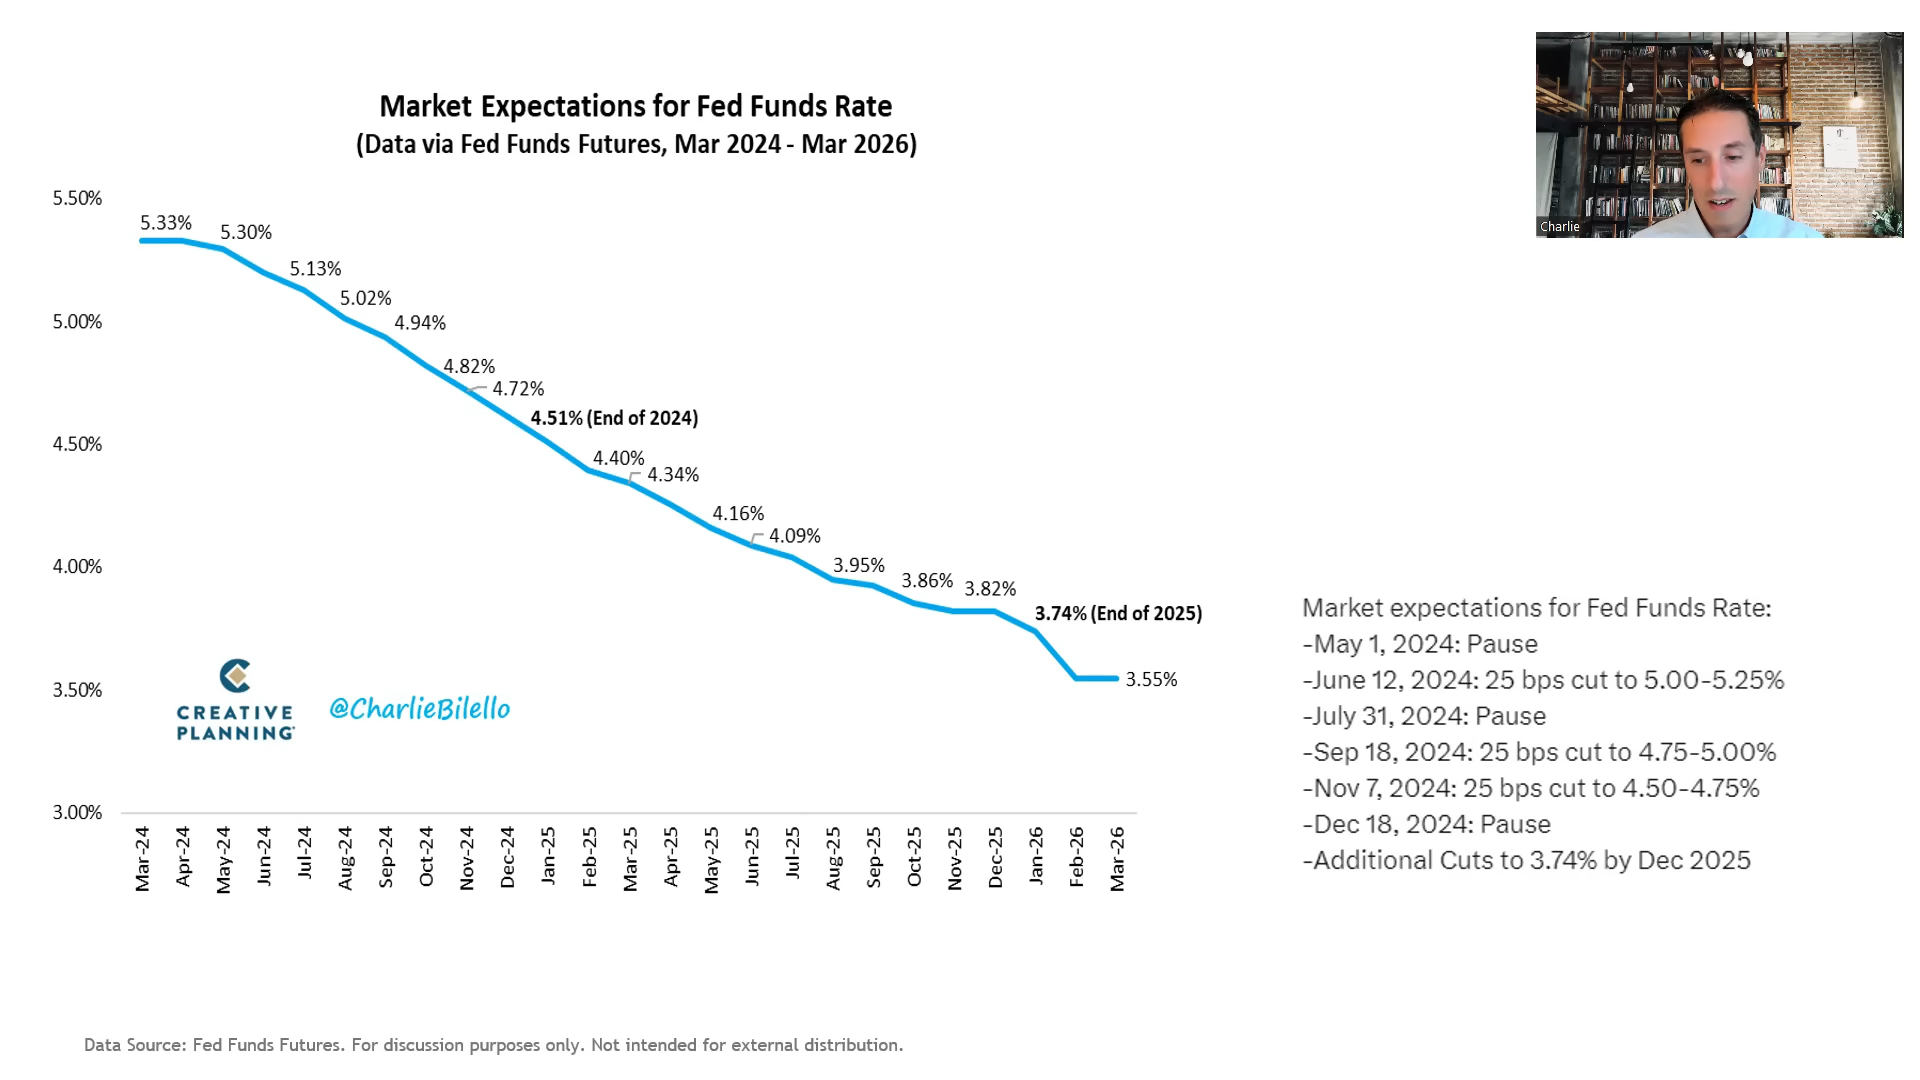 Market Expectations for Fed Funds Rate
(Data via Fed Funds Futures, Mar 2024 - Mar 2026)
5.50%
5.00%
4.50%
4.00%
3.50%
3.00%
5.33%
5.30%
5.13%
5.02%
4.94%
4.82%
4.72%
4.51% (End of 2024)
4.40%
4.34%
4.16%
4.09%
3.95%
3.86%
3.82%
3.74% (End of 2025)
3.55%
CREATIVE
PLANNING
@CharlieBilello
Mar-24
Apr-24
May-24
Jun-24
Jul-24
Aug-24
Sep-24
Oct-24
Nov-24
Dec-24
Jan-25
Feb-25
Mar-25
Apr-25
May-25
Jun-25
Jul-25
Aug-25
Sep-25
Oct-25
Nov-25
Dec-25
Jan-26
Feb-26
Mar-26
Charlie
Market expectations for Fed Funds Rate:
-May 1, 2024: Pause
-June 12, 2024: 25 bps cut to 5.00-5.25%
-July 31, 2024: Pause
-Sep 18, 2024: 25 bps cut to 4.75-5.00%
-Nov 7, 2024: 25 bps cut to 4.50-4.75%
-Dec 18, 2024: Pause
-Additional Cuts to 3.74% by Dec 2025
Data Source: Fed Funds Futures. For discussion purposes only. Not intended for external distribution.